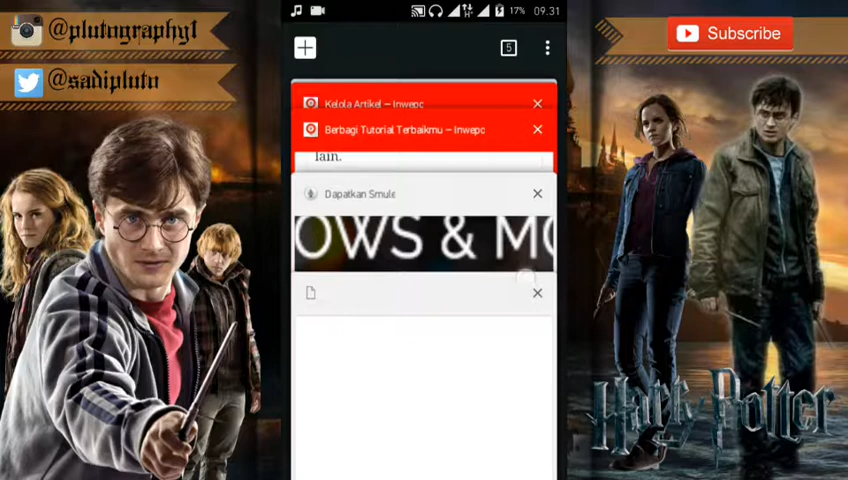 @plutography1
@sadipluto
17% 09.31
5
Kelola Artikel – Inwepo
Berbagi Tutorial Terbaikmu – Inwepo
lain.
Dapatkan Smule
OWS & MO
Subscribe
Harry Potter